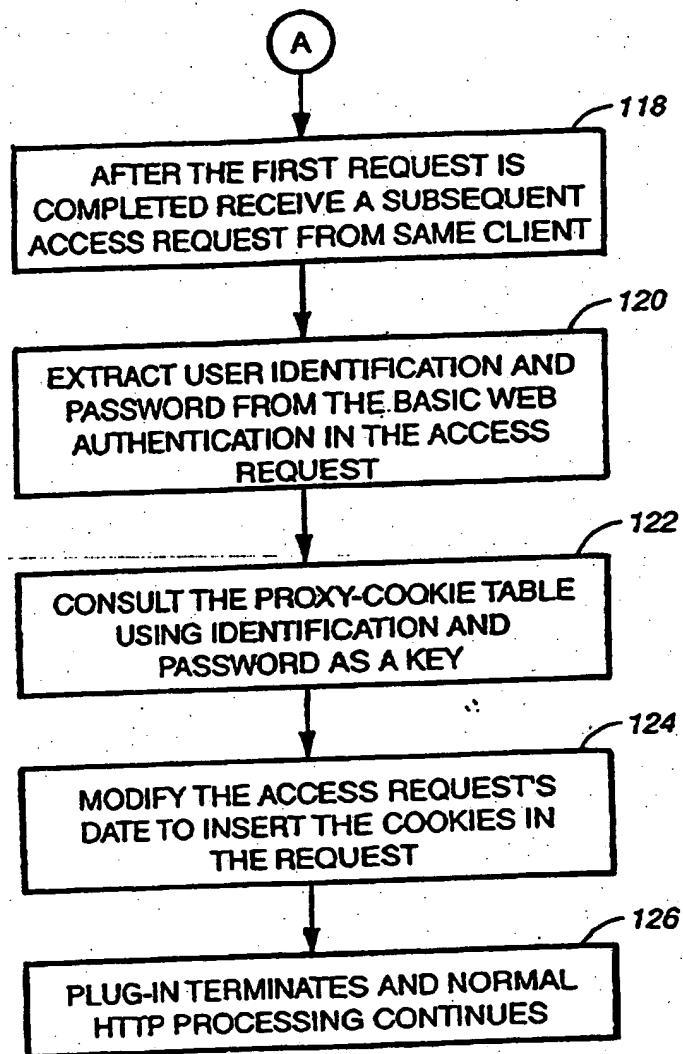 A
118
AFTER THE FIRST REQUEST IS
COMPLETED RECEIVE A SUBSEQUENT
ACCESS REQUEST FROM SAME CLIENT
120
EXTRACT USER IDENTIFICATION AND
PASSWORD FROM THE BASIC WEB
AUTHENTICATION IN THE ACCESS
REQUEST
122
CONSULT THE PROXY-COOKIE TABLE
USING IDENTIFICATION AND
PASSWORD AS A KEY
124
MODIFY THE ACCESS REQUEST'S
DATE TO INSERT THE COOKIES IN
THE REQUEST
126
PLUG-IN TERMINATES AND NORMAL
HTTP PROCESSING CONTINUES